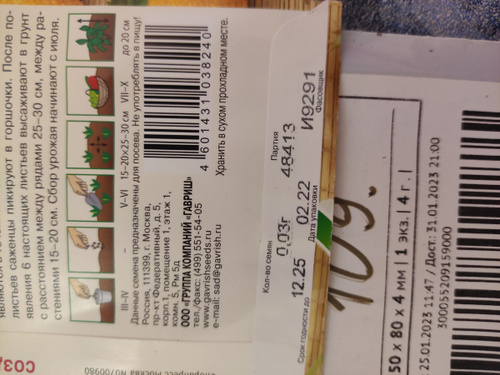 листьев саженцы пикируют в горшочки. После по-
явления 6 настоящих листьев высаживают в грунт
с расстоянием между рядами 25–30 см, между ра-
стениями 15–20 см. Сбор урожая начинают с июля.
III–IV – V–VI 15–20x25–30 см VII–X до 20 см
Данные семена предназначены для посева. Не употреблять в пищу!
Россия, 111399, г. Москва,
пр-кт Федеративный, д. 5,
корп.1, помещение 1, этаж 1,
комн. 5, Рм 5д
ООО «ГРУППА КОМПАНИЙ «ГАВРИШ»
тел./факс: (499) 551-54-05
www.gavrishseeds.ru
e-mail: sad@gavrish.ru
4 601431 038240
Хранить в сухом прохладном месте.
Кол-во семян
0,03г
Партия
48413
Срок годности до
12.25
Дата упаковки
02.22
Фасовщик
И9291
109.
50 x 80 x 4 мм | 1 экз.| 4 г. |
25.01.2023 11:47 / Дост: 31.01.2023 21:00
300055209159000
СОЗД